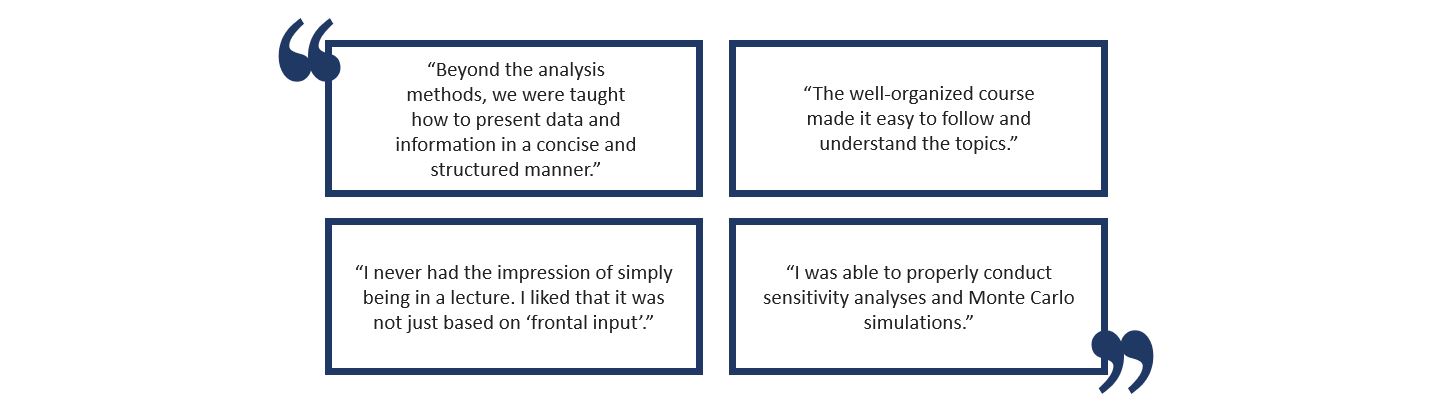 “Beyond the analysis
methods, we were taught
how to present data and
information in a concise and
structured manner.”
“The well-organized course
made it easy to follow and
understand the topics.”
“I never had the impression of simply
being in a lecture. I liked that it was
not just based on ‘frontal input’.”
“I was able to properly conduct
sensitivity analyses and Monte Carlo
simulations.”